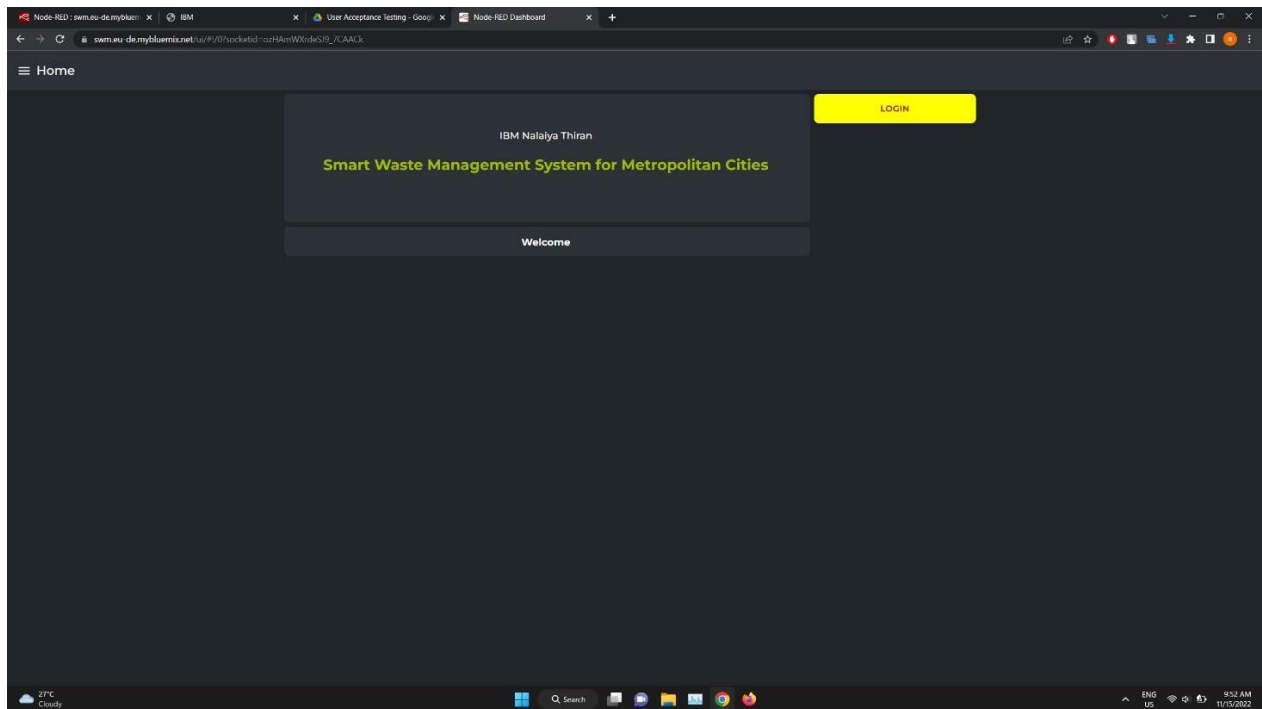 Node-RED : swm.eu-de.mybluem
IBM
User Acceptance Testing - Googl
Node-RED Dashboard
swm.eu-de.mybluemix.net/ui/#!/0?socketid=
Home
LOGIN
IBM Nalaiya Thiran
Smart Waste Management System for Metropolitan Cities
Welcome
27°C
Cloudy
Search
ENG
US
9:52 AM
11/15/2022